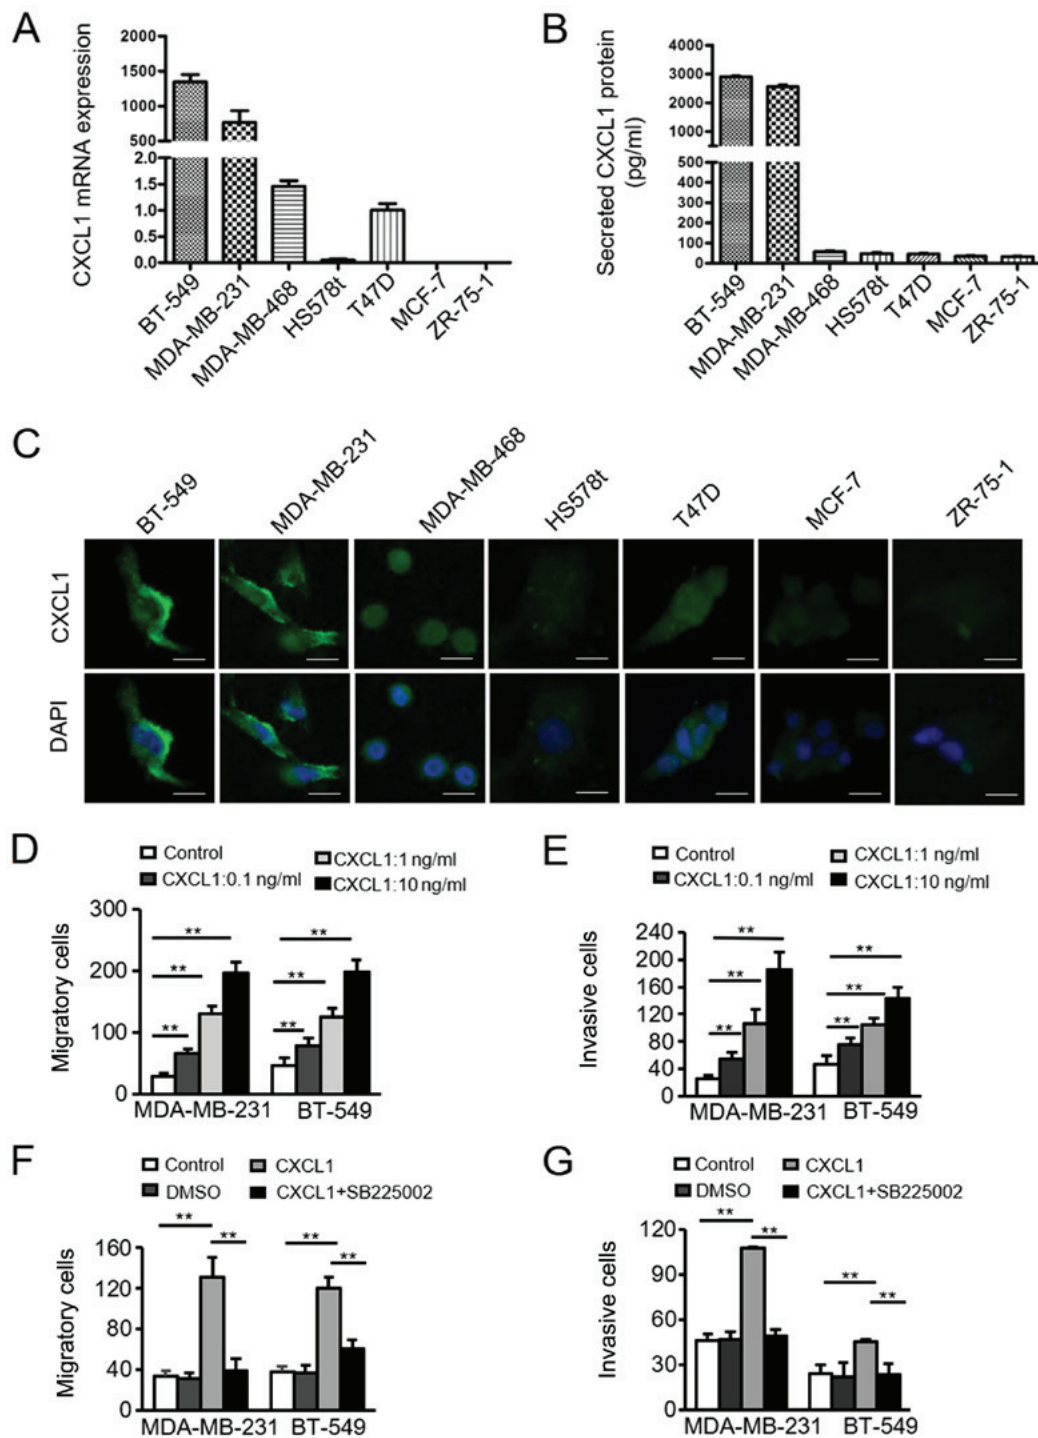 A
CXCL1 mRNA expression
2000
1500
1000
500
2.0
1.5
1.0
0.5
0.0
BT-549
MDA-MB-231
MDA-MB-468
HS578t
T47D
MCF-7
ZR-75-1
B
Secreted CXCL1 protein
(pg/ml)
4000
3000
2000
1000
500
400
300
200
100
0
BT-549
MDA-MB-231
MDA-MB-468
HS578t
T47D
MCF-7
ZR-75-1
C
BT-549
MDA-MB-231
MDA-MB-468
HS578t
T47D
MCF-7
ZR-75-1
CXCL1
DAPI
D
Control
CXCL1:0.1 ng/ml
CXCL1:1 ng/ml
CXCL1:10 ng/ml
Migratory cells
300
200
100
0
**
**
**
**
**
**
MDA-MB-231
BT-549
E
Control
CXCL1:0.1 ng/ml
CXCL1:1 ng/ml
CXCL1:10 ng/ml
Invasive cells
240
200
160
120
80
40
0
**
**
**
**
**
**
MDA-MB-231
BT-549
F
Control
DMSO
CXCL1
CXCL1+SB225002
Migratory cells
160
120
80
40
0
**
**
**
**
MDA-MB-231
BT-549
G
Control
DMSO
CXCL1
CXCL1+SB225002
Invasive cells
120
90
60
30
0
**
**
**
**
MDA-MB-231
BT-549